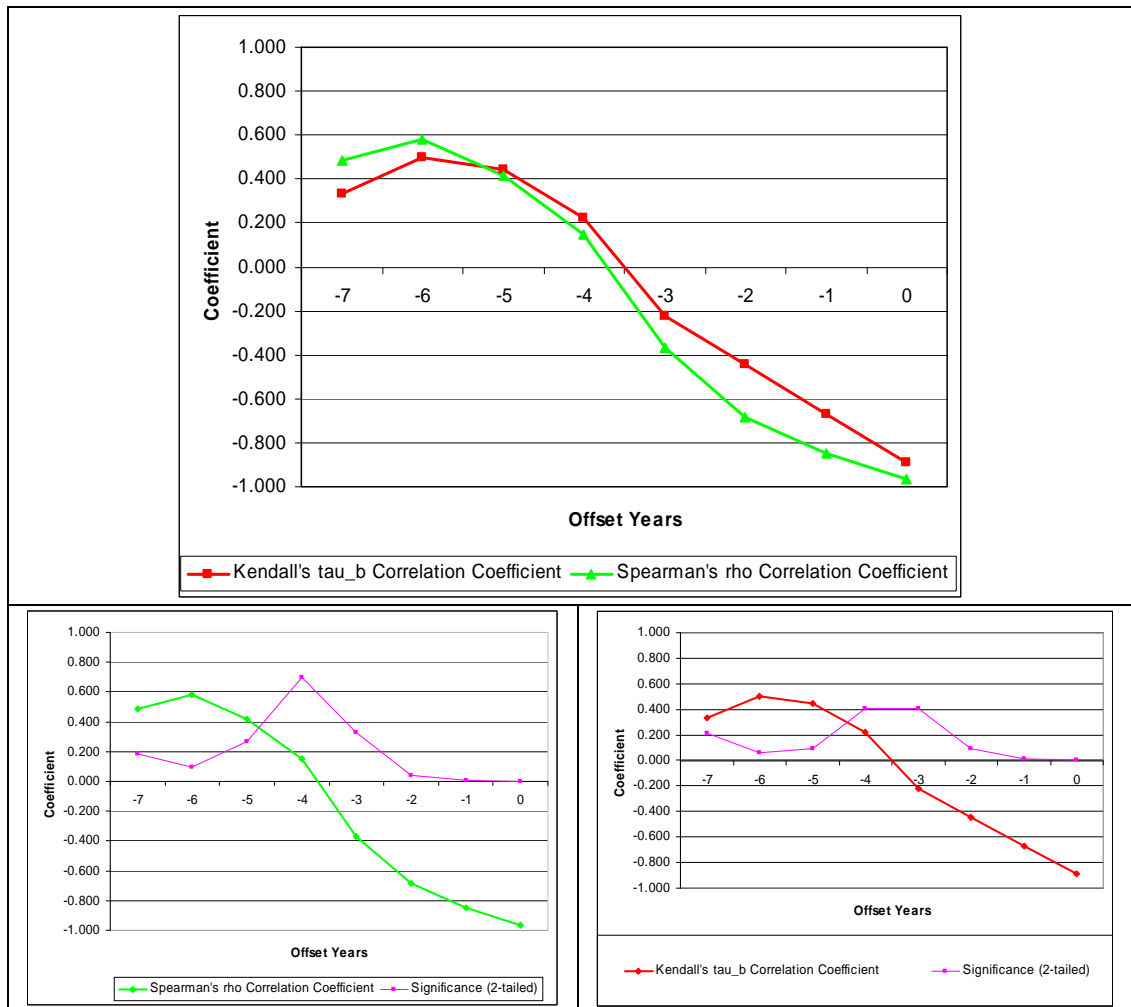 1.000
0.800
0.600
0.400
0.200
0.000
-0.200
-0.400
-0.600
-0.800
-1.000
Coefficient
-7 -6 -5 -4 -3 -2 -1 0
Offset Years
Kendall's tau_b Correlation Coefficient Spearman's rho Correlation Coefficient
1.000
0.800
0.600
0.400
0.200
0.000
-0.200
-0.400
-0.600
-0.800
-1.000
Coefficient
-7 -6 -5 -4 -3 -2 -1 0
Offset Years
Spearman's rho Correlation Coefficient Significance (2-tailed)
1.000
0.800
0.600
0.400
0.200
0.000
-0.200
-0.400
-0.600
-0.800
-1.000
Coefficient
-7 -6 -5 -4 -3 -2 -1 0
Offset Years
Kendall's tau_b Correlation Coefficient Significance (2-tailed)